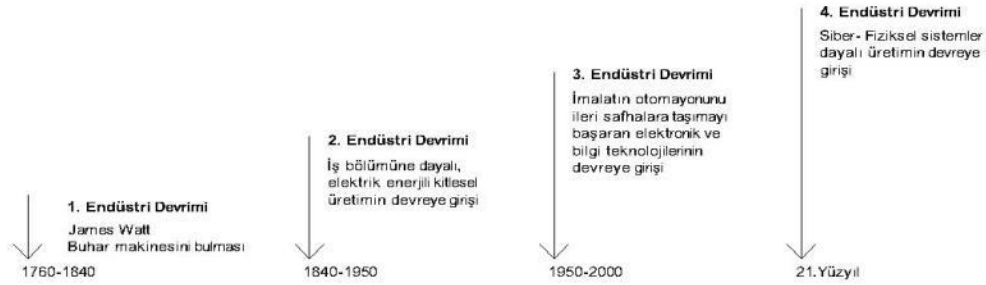 1. Endüstri Devrimi
James Watt
Buhar makinesini bulması
1760-1840
2. Endüstri Devrimi
İş bölümüne dayalı,
elektrik enerjili kitlesel
üretimin devreye girişi
1840-1950
3. Endüstri Devrimi
İmalatın otomayonunu
ileri safhalara taşımayı
başaran elektronik ve
bilgi teknolojilerinin
devreye girişi
1950-2000
4. Endüstri Devrimi
Siber- Fiziksel sistemler
dayalı üretimin devreye
girişi
21.Yüzyıl